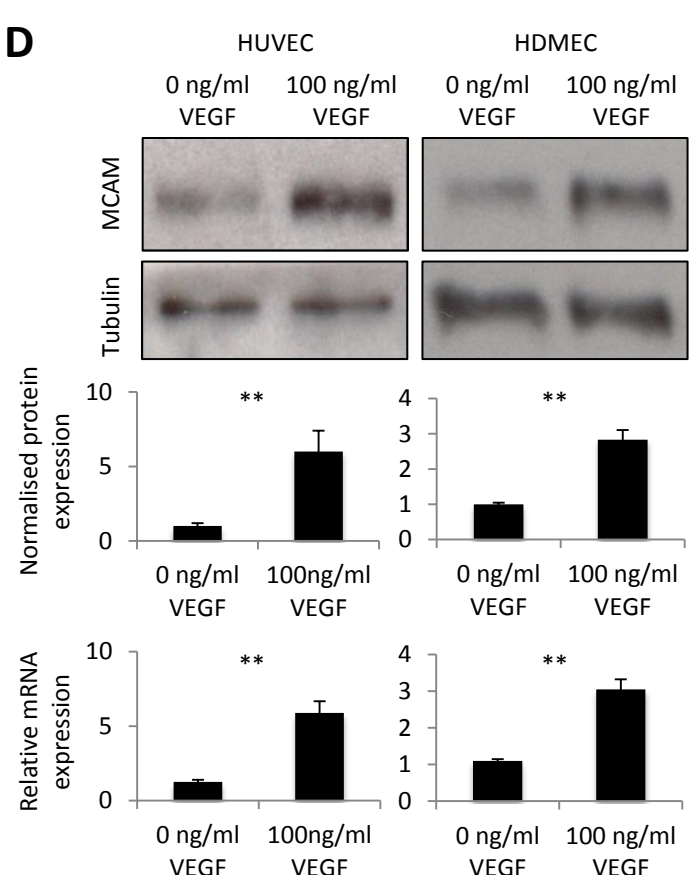 D
HUVEC
HDMEC
0 ng/ml
VEGF
100 ng/ml
VEGF
0 ng/ml
VEGF
100 ng/ml
VEGF
MCAM
Tubulin
Normalised protein
expression
10
5
0
**
0 ng/ml
VEGF
100ng/ml
VEGF
4
3
2
1
0
**
0 ng/ml
VEGF
100 ng/ml
VEGF
Relative mRNA
expression
10
5
0
**
0 ng/ml
VEGF
100ng/ml
VEGF
4
3
2
1
0
**
0 ng/ml
VEGF
100 ng/ml
VEGF